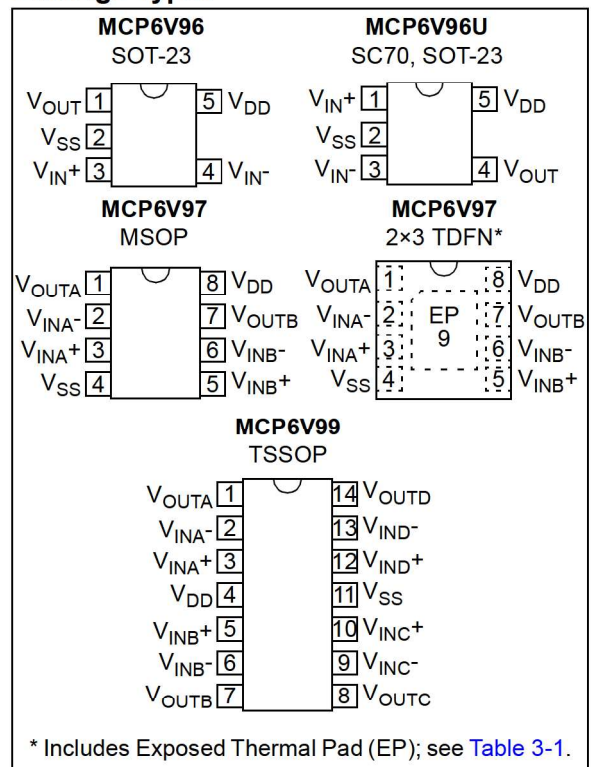 MCP6V96
SOT-23
VOUT 1
5 VDD
VSS 2
VIN+ 3
4 VIN-
MCP6V96U
SC70, SOT-23
VIN+ 1
5 VDD
VSS 2
VIN- 3
4 VOUT
MCP6V97
MSOP
VOUTA 1
8 VDD
VINA- 2
7 VOUTB
VINA+ 3
6 VINB-
VSS 4
5 VINB+
MCP6V97
2×3 TDFN*
VOUTA 1
8 VDD
VINA- 2
EP
9
7 VOUTB
VINA+ 3
6 VINB-
VSS 4
5 VINB+
MCP6V99
TSSOP
VOUTA 1
14 VOUTD
VINA- 2
13 VIND-
VINA+ 3
12 VIND+
VDD 4
11 VSS
VINB+ 5
10 VINC+
VINB- 6
9 VINC-
VOUTB 7
8 VOUTC
* Includes Exposed Thermal Pad (EP); see Table 3-1.